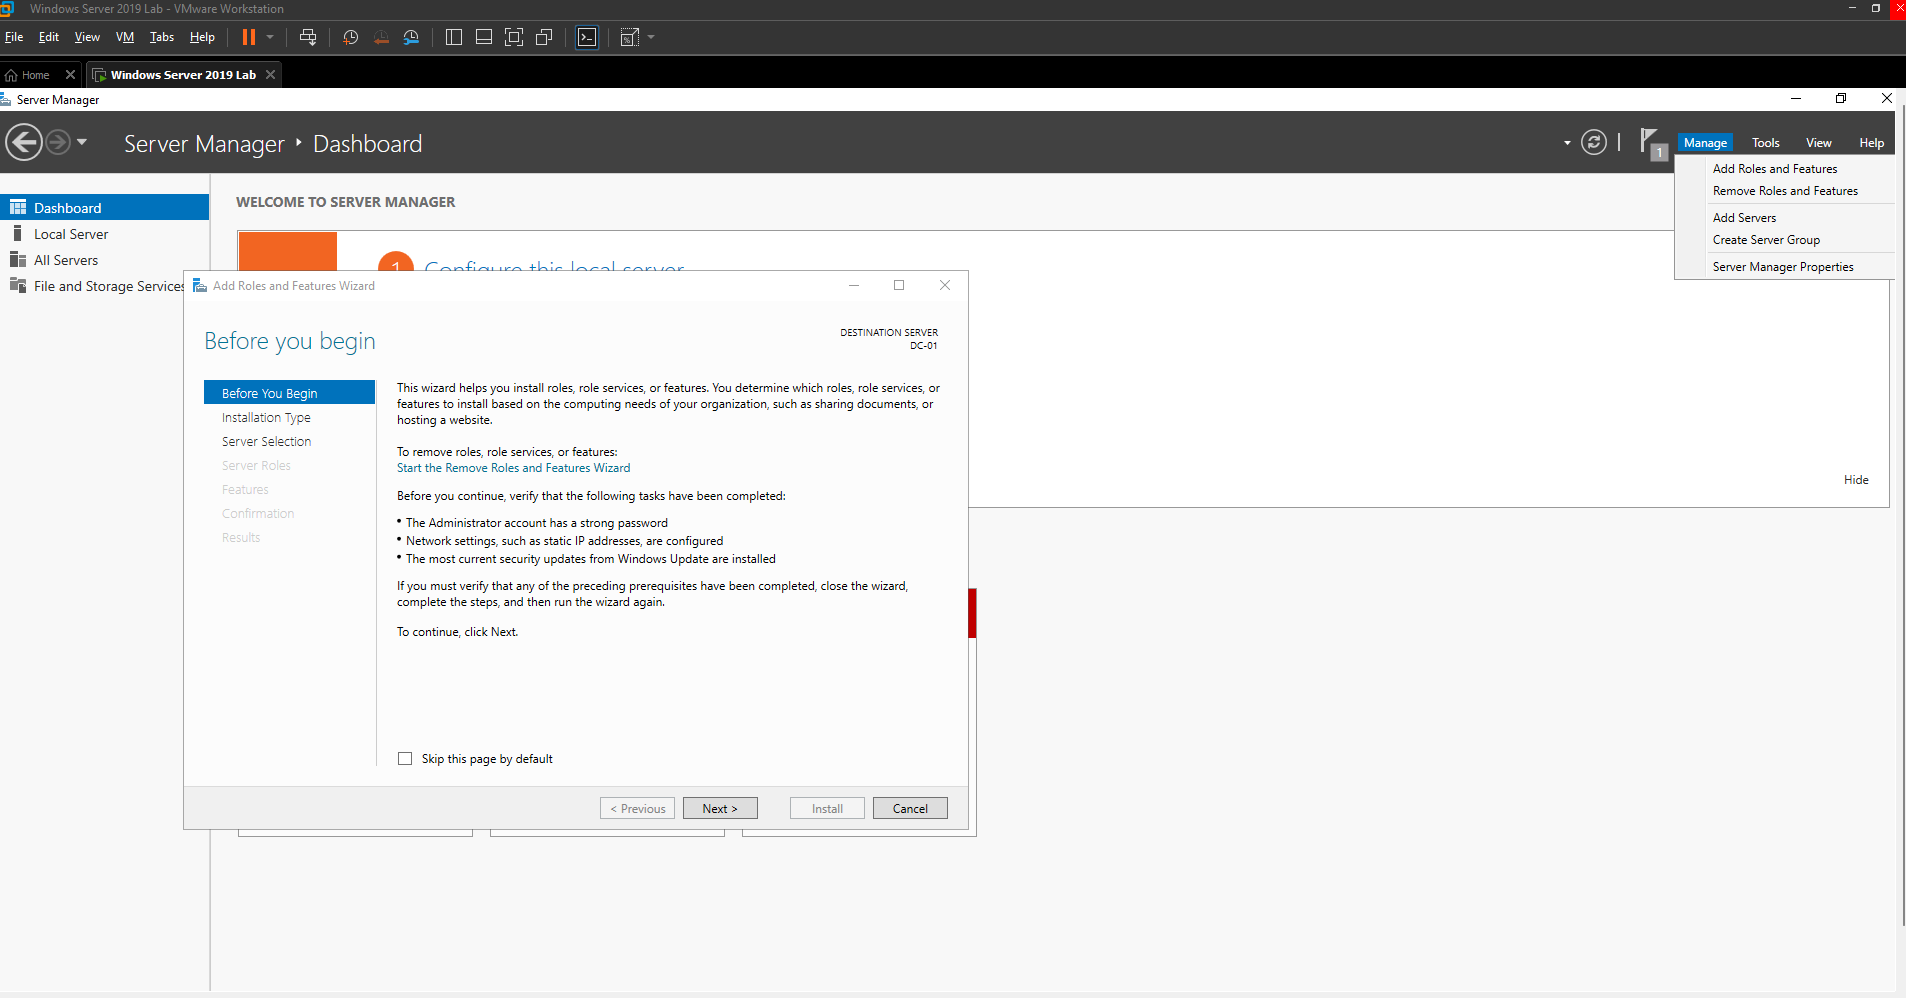 Windows Server 2019 Lab - VMware Workstation
File Edit View VM Tabs Help
Home Windows Server 2019 Lab
Server Manager
Server Manager Dashboard
1 Manage Tools View Help
Add Roles and Features
Remove Roles and Features
Add Servers
Create Server Group
Server Manager Properties
Dashboard
Local Server
All Servers
File and Storage Services
WELCOME TO SERVER MANAGER
1 Configure this local server
Hide
Add Roles and Features Wizard
Before you begin
DESTINATION SERVER
DC-01
Before You Begin
Installation Type
Server Selection
Server Roles
Features
Confirmation
Results
This wizard helps you install roles, role services, or features. You determine which roles, role services, or
features to install based on the computing needs of your organization, such as sharing documents, or
hosting a website.
To remove roles, role services, or features:
Start the Remove Roles and Features Wizard
Before you continue, verify that the following tasks have been completed:
• The Administrator account has a strong password
• Network settings, such as static IP addresses, are configured
• The most current security updates from Windows Update are installed
If you must verify that any of the preceding prerequisites have been completed, close the wizard,
complete the steps, and then run the wizard again.
To continue, click Next.
Skip this page by default
< Previous Next > Install Cancel